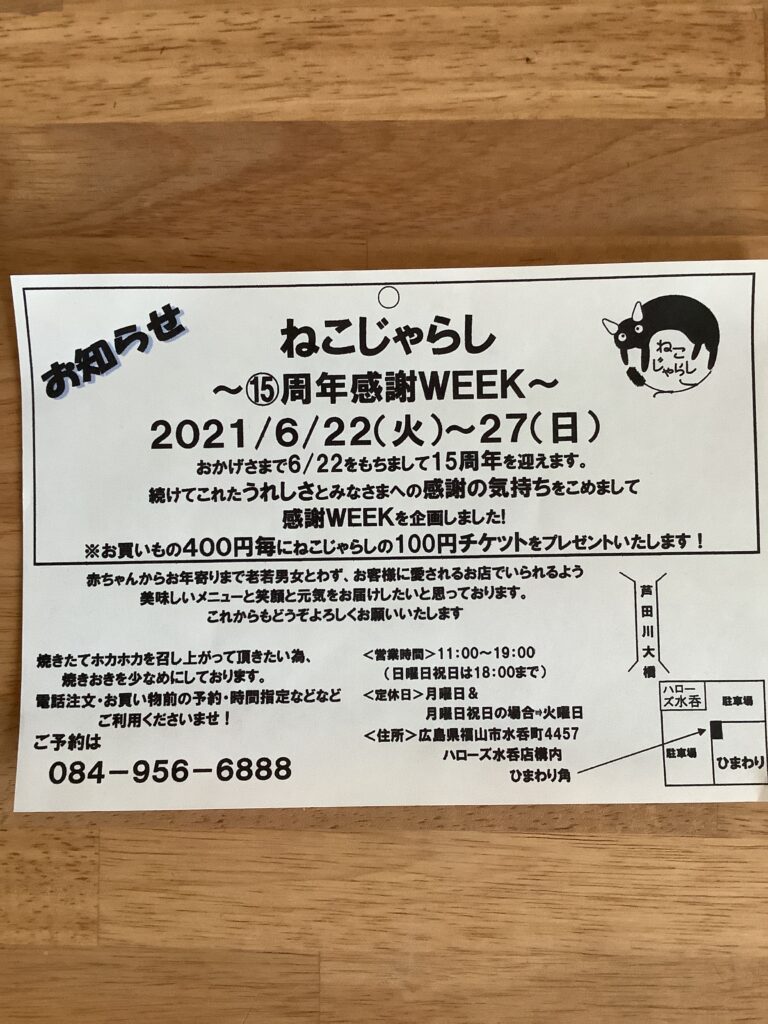 お知らせ
ねこじゃらし
～⑮周年感謝WEEK～
2021/6/22(火)～27(日)
おかげさまで6/22をもちまして15周年を迎えます。
続けてこれたうれしさとみなさまへの感謝の気持ちをこめまして
感謝WEEKを企画しました!
※お買いもの400円毎にねこじゃらしの100円チケットをプレゼントいたします!
ねこ
じゃらし
赤ちゃんからお年寄りまで老若男女とわず、お客様に愛されるお店でいられるよう
美味しいメニューと笑顔と元気をお届けしたいと思っております。
これからもどうぞよろしくお願いいたします
焼きたてホカホカを召し上がって頂きたい為、
焼きおきを少なめにしております。
電話注文・お買い物前の予約・時間指定などなど
ご利用くださいませ!
ご予約は
084-956-6888
<営業時間>11:00～19:00
(日曜日祝日は18:00まで)
<定休日>月曜日&
月曜日祝日の場合⇒火曜日
<住所>広島県福山市水呑町4457
ハローズ水呑店構内
ひまわり角
芦田川大橋
ハロー
ズ水呑
駐車場
駐車場
ひまわり